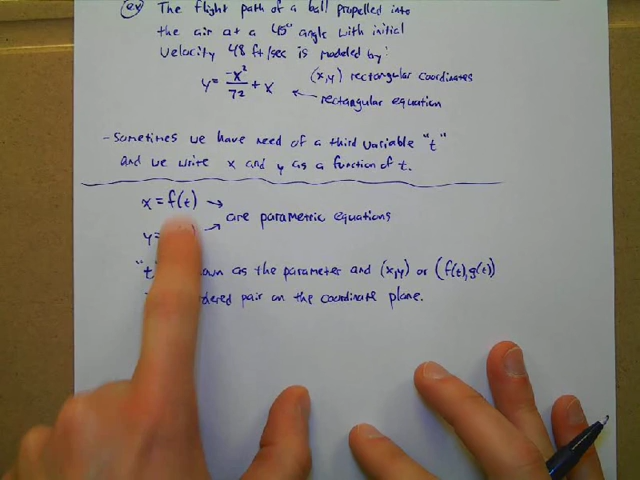 ex The flight path of a ball propelled into
the air at a 45° angle with initial
velocity 48 ft/sec is modeled by:
y = -x²/72 + x (x,y) rectangular coordinates
← rectangular equation
- Sometimes we have need of a third variable "t"
and we write x and y as a function of t.
x = f(t) →
are parametric equations
y = →
"t" as the parameter and (x,y) or (f(t), g(t))
pair on the coordinate plane.